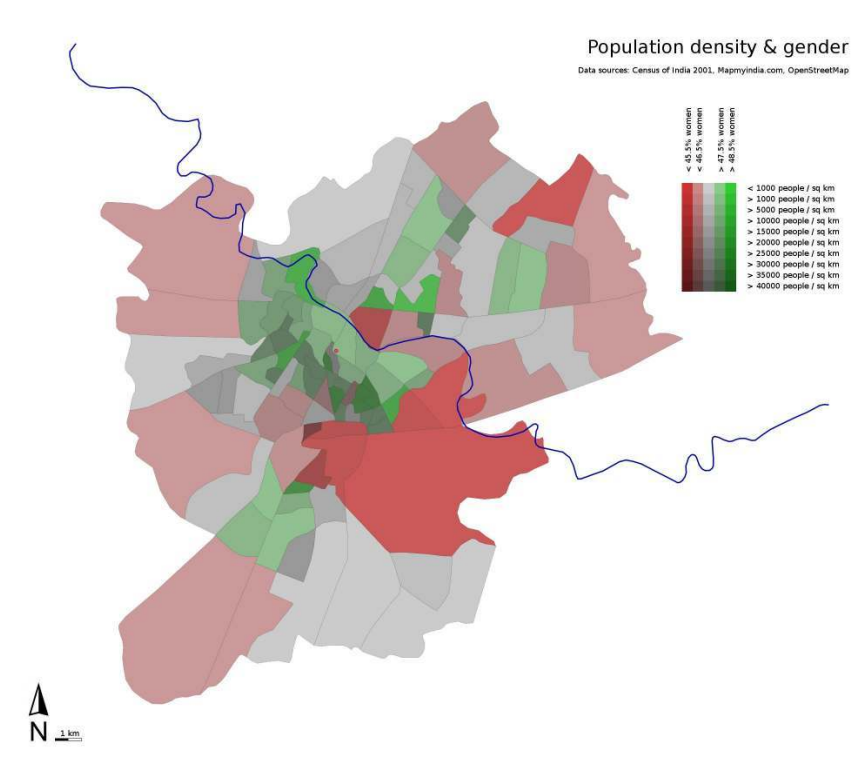 Population density & gender
Data sources: Census of India 2001, Mapmyindia.com, OpenStreetMap
< 45.5% women
< 46.5% women
> 47.5% women
> 48.5% women
< 1000 people / sq km
> 1000 people / sq km
> 5000 people / sq km
> 10000 people / sq km
> 15000 people / sq km
> 20000 people / sq km
> 25000 people / sq km
> 30000 people / sq km
> 35000 people / sq km
> 40000 people / sq km
N
1 km